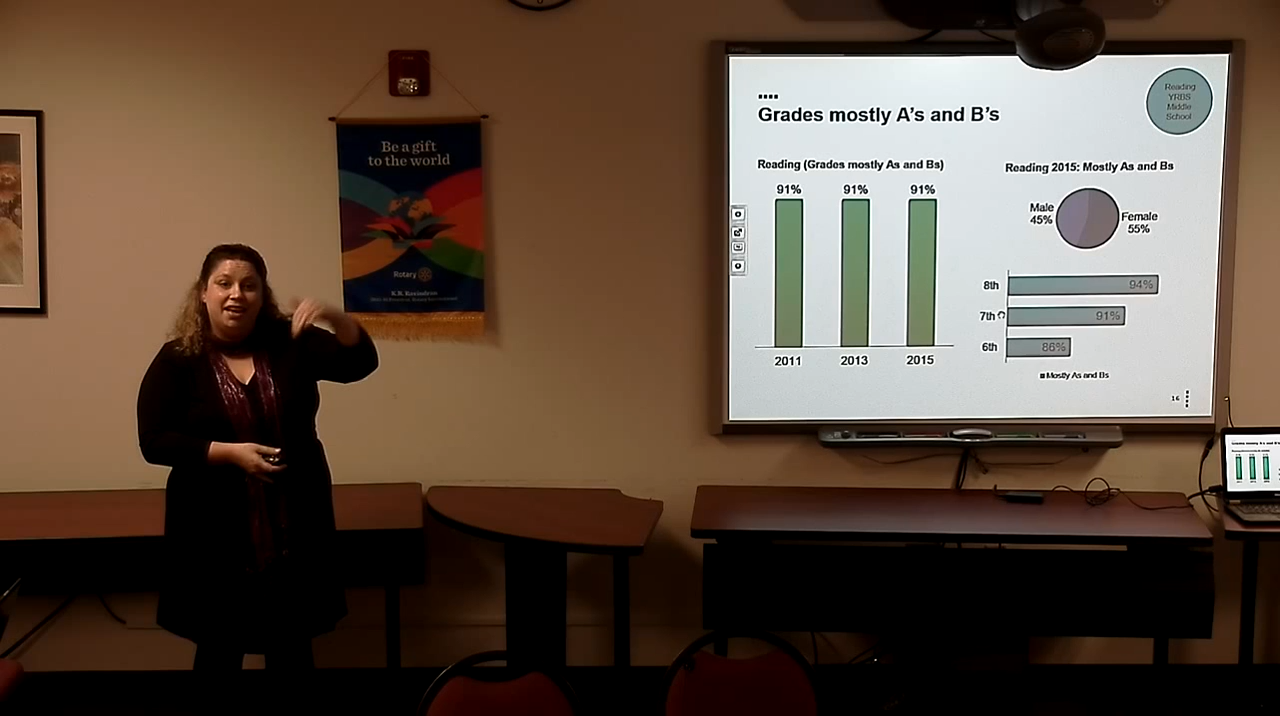 Be a gift
to the world
Rotary
Grades mostly A's and B's
Reading
YRBS
Middle
School
Reading (Grades mostly As and Bs)
91%
91%
91%
2011
2013
2015
Reading 2015: Mostly As and Bs
Male
45%
Female
55%
8th
94%
7th
91%
6th
86%
Mostly As and Bs
16